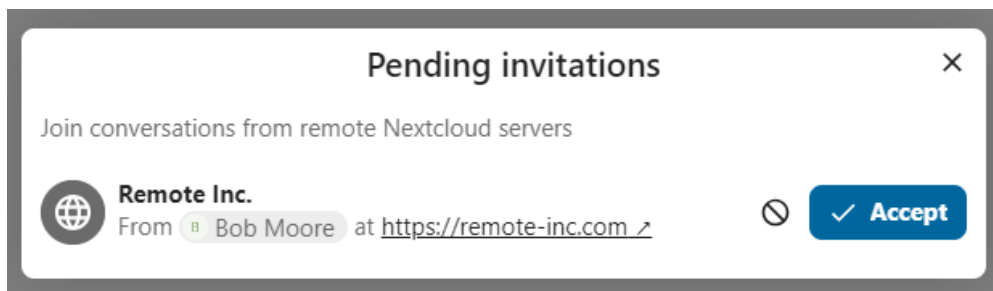 Pending invitations
Join conversations from remote Nextcloud servers
Remote Inc.
From Bob Moore at https://remote-inc.com ↗
Accept